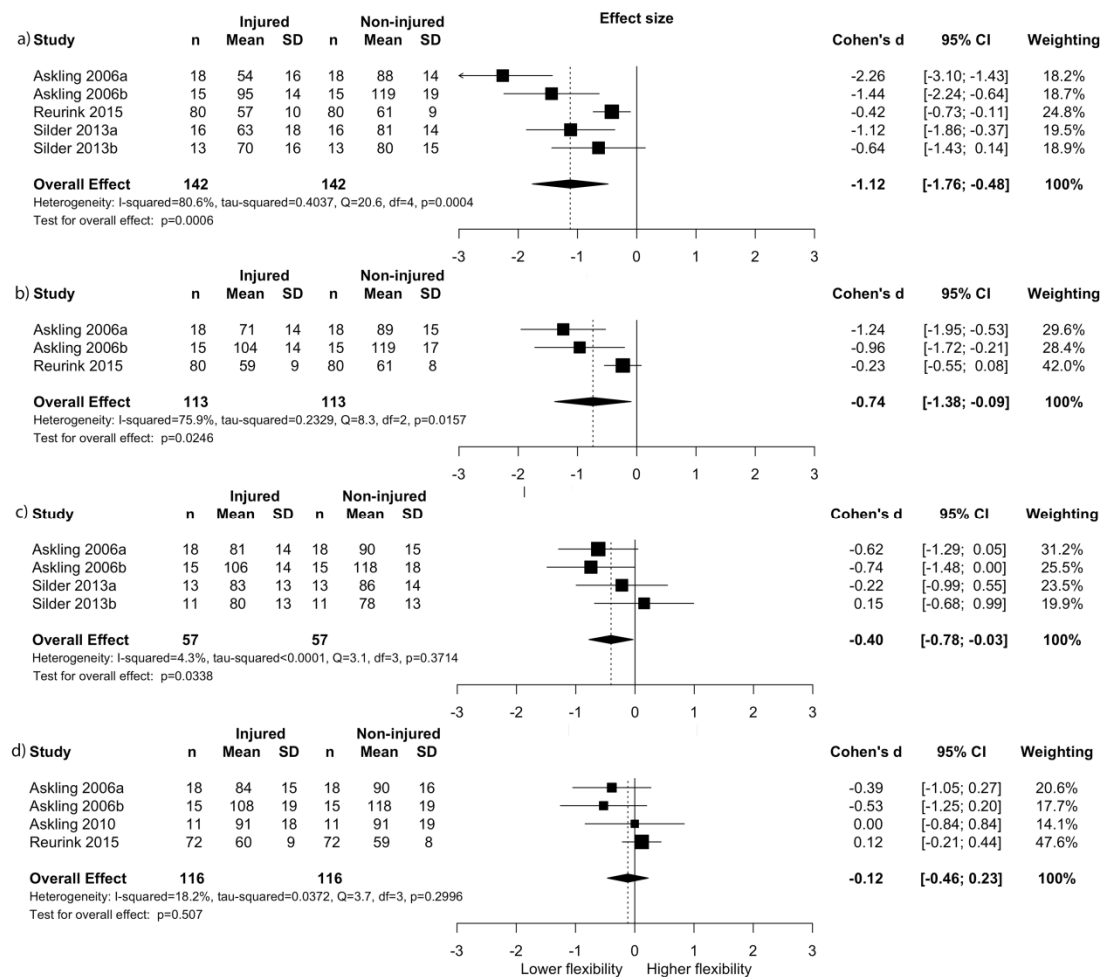 Injured Non-injured Effect size
a) Study n Mean SD n Mean SD Cohen's d 95% CI Weighting
Askling 2006a 18 54 16 18 88 14 -2.26 [-3.10; -1.43] 18.2%
Askling 2006b 15 95 14 15 119 19 -1.44 [-2.24; -0.64] 18.7%
Reurink 2015 80 57 10 80 61 9 -0.42 [-0.73; -0.11] 24.8%
Silder 2013a 16 63 18 16 81 14 -1.12 [-1.86; -0.37] 19.5%
Silder 2013b 13 70 16 13 80 15 -0.64 [-1.43; 0.14] 18.9%
Overall Effect 142 142 -1.12 [-1.76; -0.48] 100%
Heterogeneity: I-squared=80.6%, tau-squared=0.4037, Q=20.6, df=4, p=0.0004
Test for overall effect: p=0.0006
-3 -2 -1 0 1 2 3
Injured Non-injured
b) Study n Mean SD n Mean SD Cohen's d 95% CI Weighting
Askling 2006a 18 71 14 18 89 15 -1.24 [-1.95; -0.53] 29.6%
Askling 2006b 15 104 14 15 119 17 -0.96 [-1.72; -0.21] 28.4%
Reurink 2015 80 59 9 80 61 8 -0.23 [-0.55; 0.08] 42.0%
Overall Effect 113 113 -0.74 [-1.38; -0.09] 100%
Heterogeneity: I-squared=75.9%, tau-squared=0.2329, Q=8.3, df=2, p=0.0157
Test for overall effect: p=0.0246
-3 -2 -1 0 1 2 3
Injured Non-injured
c) Study n Mean SD n Mean SD Cohen's d 95% CI Weighting
Askling 2006a 18 81 14 18 90 15 -0.62 [-1.29; 0.05] 31.2%
Askling 2006b 15 106 14 15 118 18 -0.74 [-1.48; 0.00] 25.5%
Silder 2013a 13 83 13 13 86 14 -0.22 [-0.99; 0.55] 23.5%
Silder 2013b 11 80 13 11 78 13 0.15 [-0.68; 0.99] 19.9%
Overall Effect 57 57 -0.40 [-0.78; -0.03] 100%
Heterogeneity: I-squared=4.3%, tau-squared<0.0001, Q=3.1, df=3, p=0.3714
Test for overall effect: p=0.0338
-3 -2 -1 0 1 2 3
Injured Non-injured
d) Study n Mean SD n Mean SD Cohen's d 95% CI Weighting
Askling 2006a 18 84 15 18 90 16 -0.39 [-1.05; 0.27] 20.6%
Askling 2006b 15 108 19 15 118 19 -0.53 [-1.25; 0.20] 17.7%
Askling 2010 11 91 18 11 91 19 0.00 [-0.84; 0.84] 14.1%
Reurink 2015 72 60 9 72 59 8 0.12 [-0.21; 0.44] 47.6%
Overall Effect 116 116 -0.12 [-0.46; 0.23] 100%
Heterogeneity: I-squared=18.2%, tau-squared=0.0372, Q=3.7, df=3, p=0.2996
Test for overall effect: p=0.507
-3 -2 -1 0 1 2 3
Lower flexibility Higher flexibility